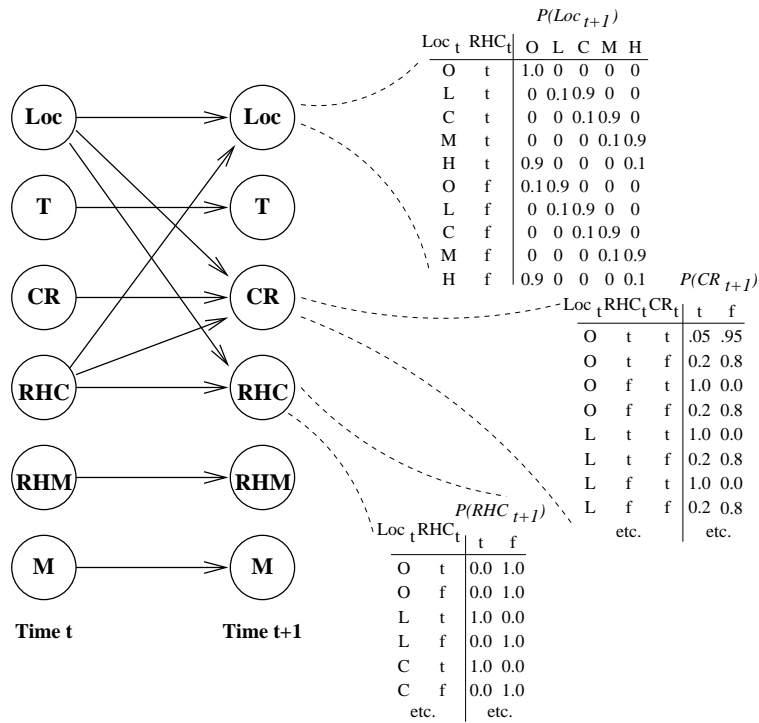 P(Loc t+1)
Loc t RHC t O L C M H
O t 1.0 0 0 0 0
L t 0 0.1 0.9 0 0
C t 0 0 0.1 0.9 0
M t 0 0 0 0.1 0.9
H t 0.9 0 0 0 0.1
O f 0.1 0.9 0 0 0
L f 0 0.1 0.9 0 0
C f 0 0 0.1 0.9 0
M f 0 0 0 0.1 0.9
H f 0.9 0 0 0 0.1
Loc Loc
T T
CR CR
RHC RHC
RHM RHM
M M
Time t Time t+1
P(CR t+1)
Loc t RHC t CR t t f
O t t .05 .95
O t f 0.2 0.8
O f t 1.0 0.0
O f f 0.2 0.8
L t t 1.0 0.0
L t f 0.2 0.8
L f t 1.0 0.0
L f f 0.2 0.8
etc. etc.
P(RHC t+1)
Loc t RHC t t f
O t 0.0 1.0
O f 0.0 1.0
L t 1.0 0.0
L f 0.0 1.0
C t 1.0 0.0
C f 0.0 1.0
etc. etc.